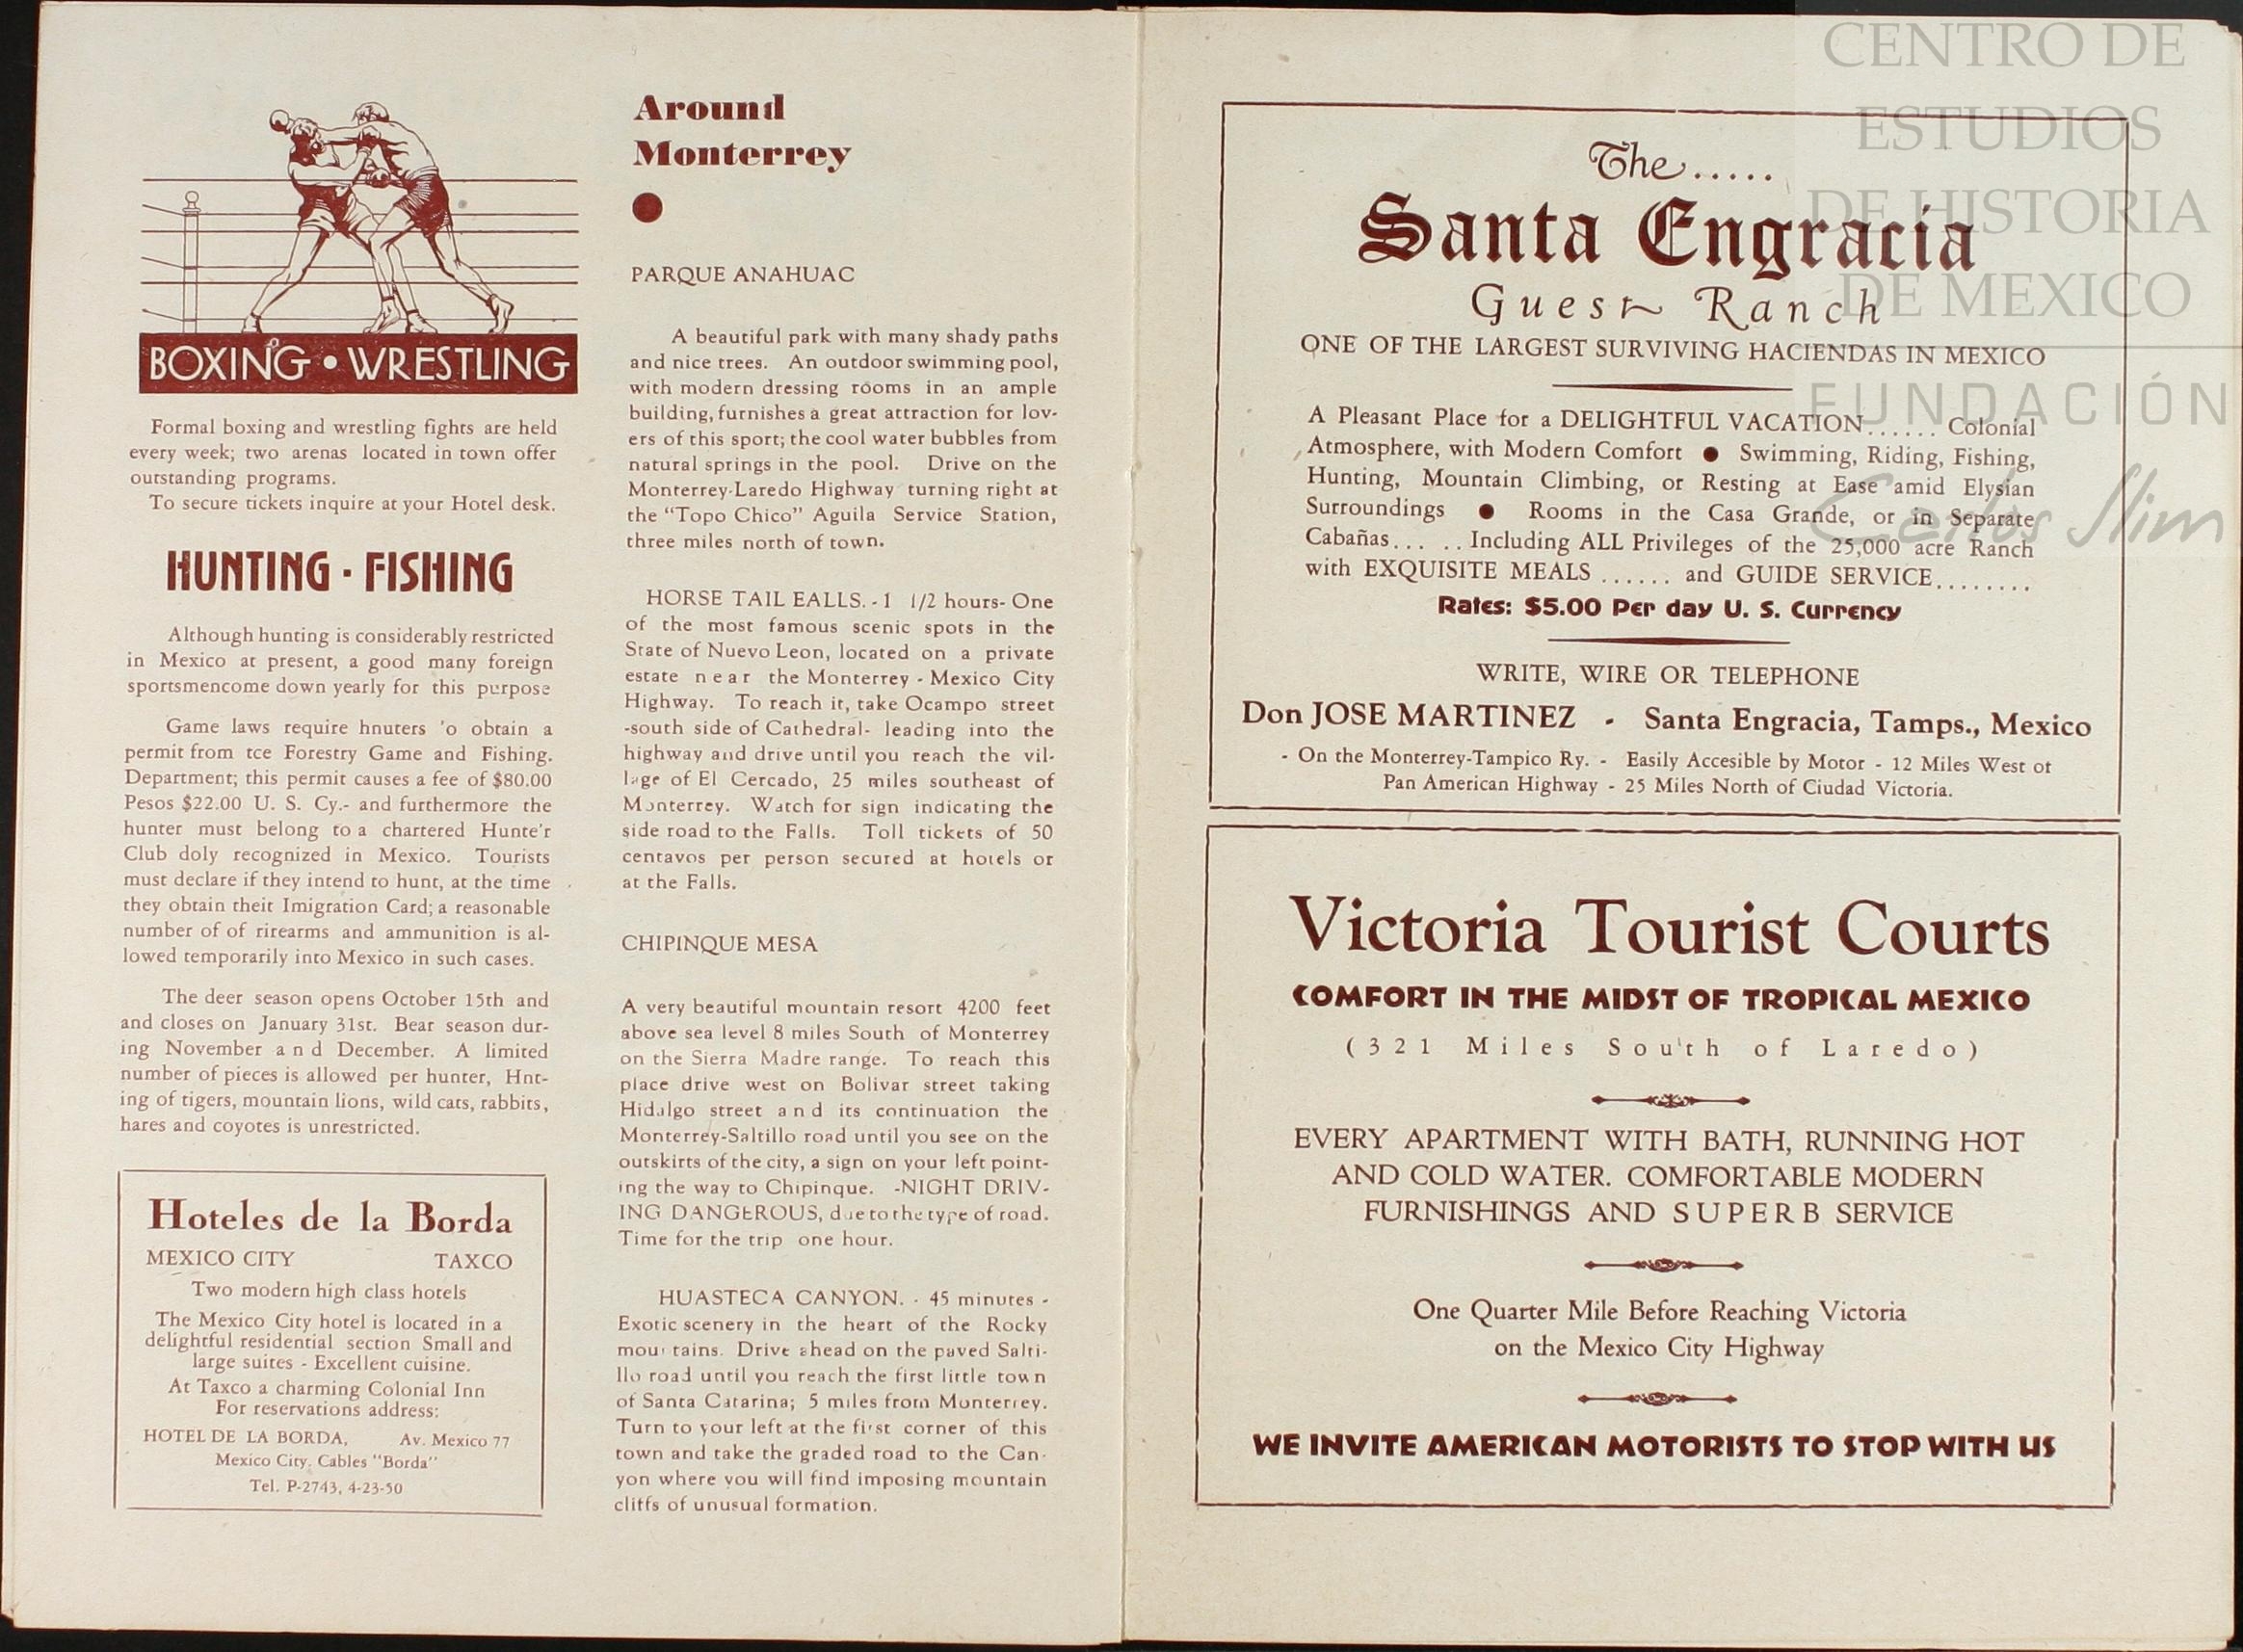 BOXING • WRESTLING
Formal boxing and wrestling fights are held
every week; two arenas located in town offer
outstanding programs.
To secure tickets inquire at your Hotel desk.
HUNTING - FISHING
Although hunting is considerably restricted
in Mexico at present, a good many foreign
sportsmencome down yearly for this purpose
Game laws require hnuters 'o obtain a
permit from tce Forestry Game and Fishing.
Department; this permit causes a fee of $80.00
Pesos $22.00 U. S. Cy.- and furthermore the
hunter must belong to a chartered Hunte'r
Club doly recognized in Mexico. Tourists
must declare if they intend to hunt, at the time
they obtain theit Imigration Card; a reasonable
number of of rirearms and ammunition is al-
lowed temporarily into Mexico in such cases.
The deer season opens October 15th and
and closes on January 31st. Bear season dur-
ing November and December. A limited
number of pieces is allowed per hunter, Hnt-
ing of tigers, mountain lions, wild cats, rabbits,
hares and coyotes is unrestricted.
Hoteles de la Borda
MEXICO CITY TAXCO
Two modern high class hotels
The Mexico City hotel is located in a
delightful residential section Small and
large suites - Excellent cuisine.
At Taxco a charming Colonial Inn
For reservations address:
HOTEL DE LA BORDA, Av. Mexico 77
Mexico City. Cables "Borda"
Tel. P-2743, 4-23-50
Around
Monterrey
PARQUE ANAHUAC
A beautiful park with many shady paths
and nice trees. An outdoor swimming pool,
with modern dressing rooms in an ample
building, furnishes a great attraction for lov-
ers of this sport; the cool water bubbles from
natural springs in the pool. Drive on the
Monterrey-Laredo Highway turning right at
the "Topo Chico" Aguila Service Station,
three miles north of town.
HORSE TAIL EALLS. - 1 1/2 hours- One
of the most famous scenic spots in the
State of Nuevo Leon, located on a private
estate near the Monterrey - Mexico City
Highway. To reach it, take Ocampo street
-south side of Cathedral- leading into the
highway and drive until you reach the vil-
lage of El Cercado, 25 miles southeast of
Monterrey. Watch for sign indicating the
side road to the Falls. Toll tickets of 50
centavos per person secured at hotels or
at the Falls.
CHIPINQUE MESA
A very beautiful mountain resort 4200 feet
above sea level 8 miles South of Monterrey
on the Sierra Madre range. To reach this
place drive west on Bolivar street taking
Hidalgo street and its continuation the
Monterrey-Saltillo road until you see on the
outskirts of the city, a sign on your left point-
ing the way to Chipinque. -NIGHT DRIV-
ING DANGEROUS, due to the type of road.
Time for the trip one hour.
HUASTECA CANYON. - 45 minutes -
Exotic scenery in the heart of the Rocky
mountains. Drive ahead on the paved Salti-
llo road until you reach the first little town
of Santa Catarina; 5 miles from Monterrey.
Turn to your left at the first corner of this
town and take the graded road to the Can-
yon where you will find imposing mountain
cliffs of unusual formation.
The.....
Santa Engracia
Guest Ranch
ONE OF THE LARGEST SURVIVING HACIENDAS IN MEXICO
A Pleasant Place for a DELIGHTFUL VACATION...... Colonial
Atmosphere, with Modern Comfort ● Swimming, Riding, Fishing,
Hunting, Mountain Climbing, or Resting at Ease amid Elysian
Surroundings ● Rooms in the Casa Grande, or in Separate
Cabañas... .. Including ALL Privileges of the 25,000 acre Ranch
with EXQUISITE MEALS ...... and GUIDE SERVICE........
Rates: $5.00 Per day U. S. Currency
WRITE, WIRE OR TELEPHONE
Don JOSE MARTINEZ - Santa Engracia, Tamps., Mexico
- On the Monterrey-Tampico Ry. - Easily Accesible by Motor - 12 Miles West of
Pan American Highway - 25 Miles North of Ciudad Victoria.
Victoria Tourist Courts
COMFORT IN THE MIDST OF TROPICAL MEXICO
(321 Miles South of Laredo)
EVERY APARTMENT WITH BATH, RUNNING HOT
AND COLD WATER. COMFORTABLE MODERN
FURNISHINGS AND SUPERB SERVICE
One Quarter Mile Before Reaching Victoria
on the Mexico City Highway
WE INVITE AMERICAN MOTORISTS TO STOP WITH US
CENTRO DE
ESTUDIOS
DE HISTORIA
DE MEXICO
FUNDACIÓN
Carlos Slim